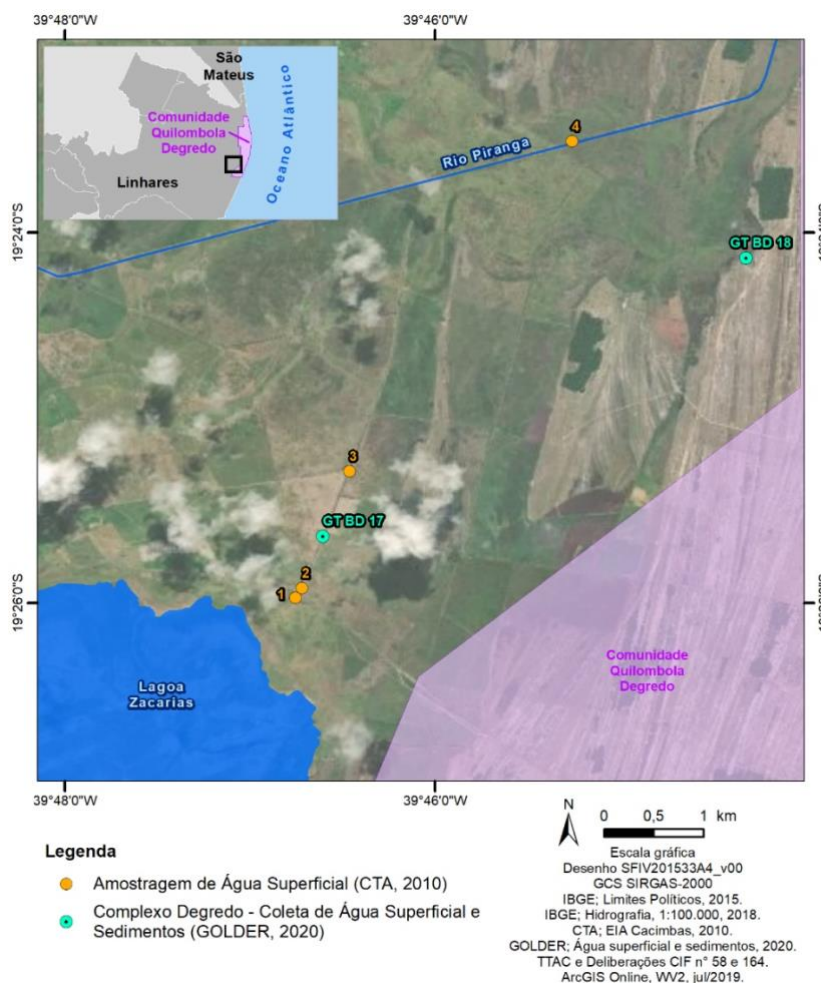 39°48'0"W
39°46'0"W
São
Mateus
Comunidade
Quilombola
Degredo
Linhares
Oceano Atlântico
4
Rio Piranga
19°24'0"S
GT BD 18
3
GT BD 17
2
1
19°26'0"S
Comunidade
Quilombola
Degredo
Lagoa
Zacarias
39°48'0"W
39°46'0"W
N
0 0,5 1 km
Escala gráfica
Legenda
Amostragem de Água Superficial (CTA, 2010)
Complexo Degredo - Coleta de Água Superficial e
Sedimentos (GOLDER, 2020)
Desenho SFIV201533A4_v00
GCS SIRGAS-2000
IBGE; Limites Políticos, 2015.
IBGE; Hidrografia, 1:100.000, 2018.
CTA; EIA Cacimbas, 2010.
GOLDER; Água superficial e sedimentos, 2020.
TTAC e Deliberações CIF n° 58 e 164.
ArcGIS Online, WV2, jul/2019.